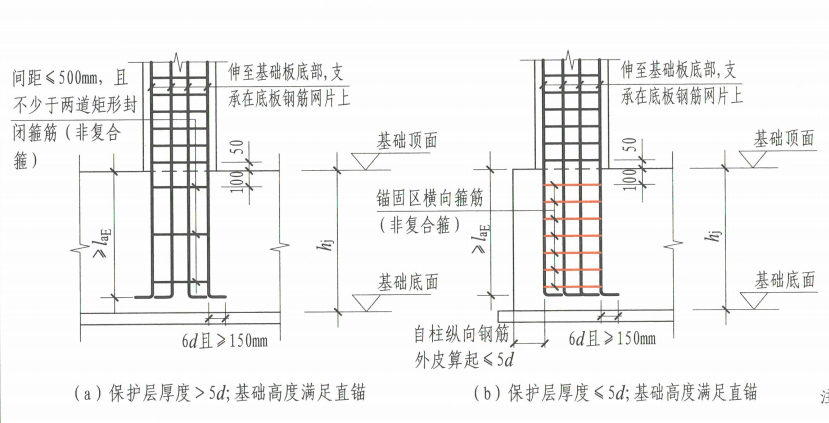 间距≤500mm，且
不少于两道矩形封
闭箍筋（非复合
箍）
伸至基础板底部,支
承在底板钢筋网片上
50
100
基础顶面
≥laE
hj
基础底面
6d且≥150mm
（a）保护层厚度＞5d;基础高度满足直锚
伸至基础板底部,支
承在底板钢筋网片上
50
100
基础顶面
锚固区横向箍筋
（非复合箍）
≥laE
hj
基础底面
自柱纵向钢筋
外皮算起≤5d
6d且≥150mm
（b）保护层厚度≤5d;基础高度满足直锚